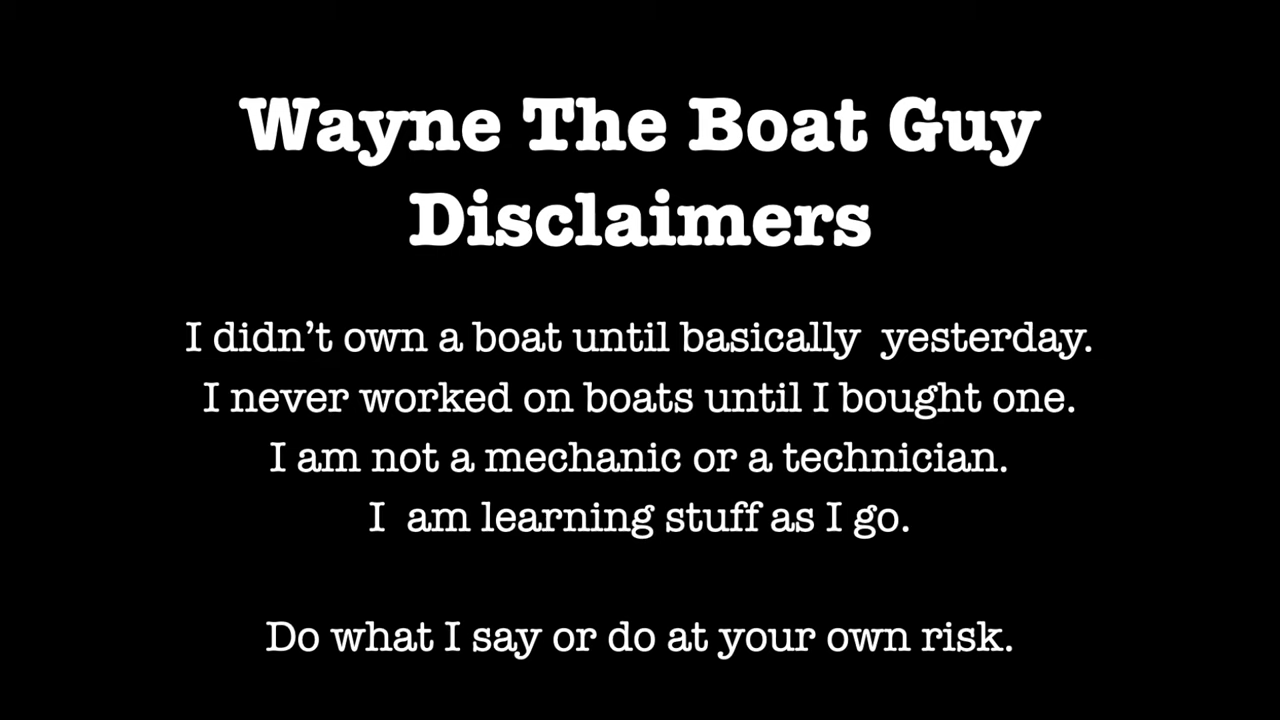 Wayne The Boat Guy
Disclaimers
I didn’t own a boat until basically  yesterday.
I never worked on boats until I bought one.
I am not a mechanic or a technician.
I  am learning stuff as I go.
Do what I say or do at your own risk.